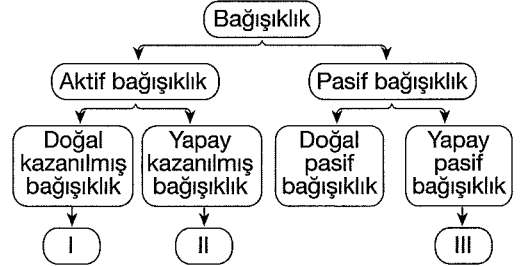 Bağışıklık
Aktif bağışıklık
Pasif bağışıklık
Doğal
kazanılmış
bağışıklık
Yapay
kazanılmış
bağışıklık
Doğal
pasif
bağışıklık
Yapay
pasif
bağışıklık
I
II
III